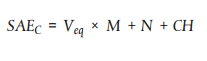 SAE_C = V_eq × M + N + CH